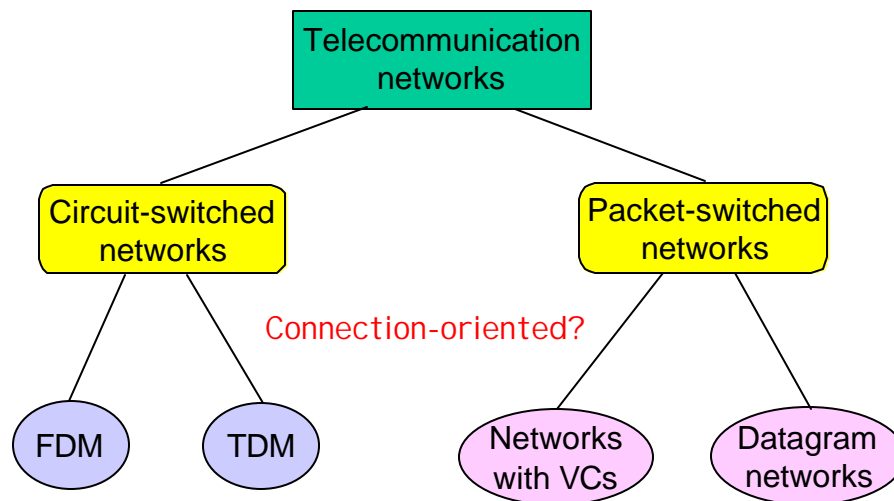 Telecommunication
networks
Circuit-switched
networks
Packet-switched
networks
Connection-oriented?
FDM
TDM
Networks
with VCs
Datagram
networks